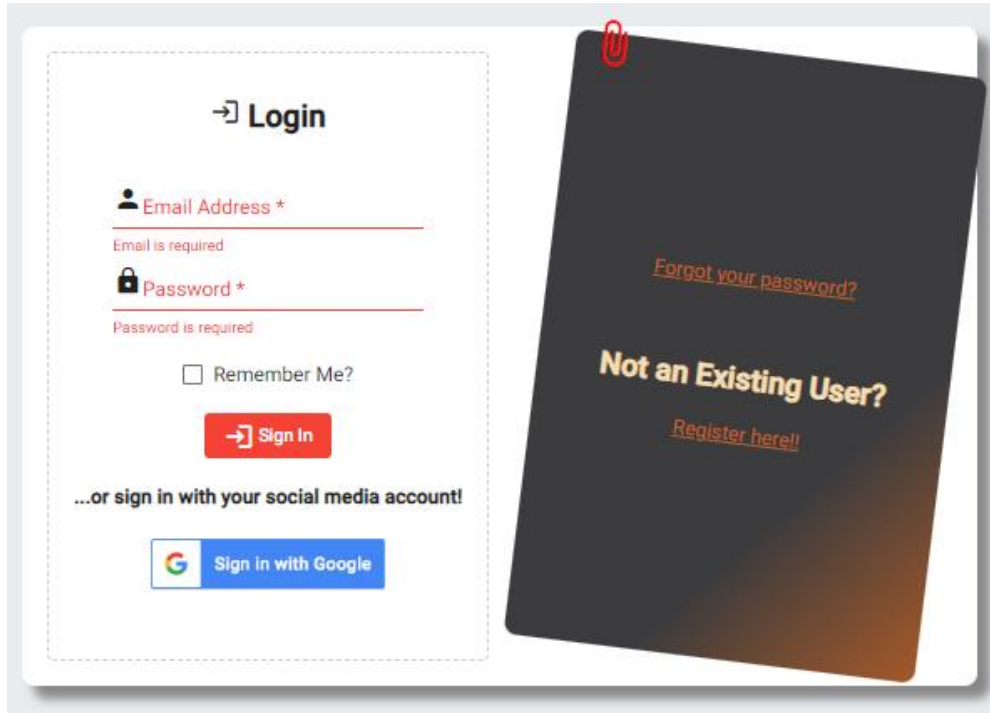 Login
Email Address *
Email is required
Password *
Password is required
Remember Me?
Sign In
...or sign in with your social media account!
Sign in with Google
Forgot your password?
Not an Existing User?
Register here!!